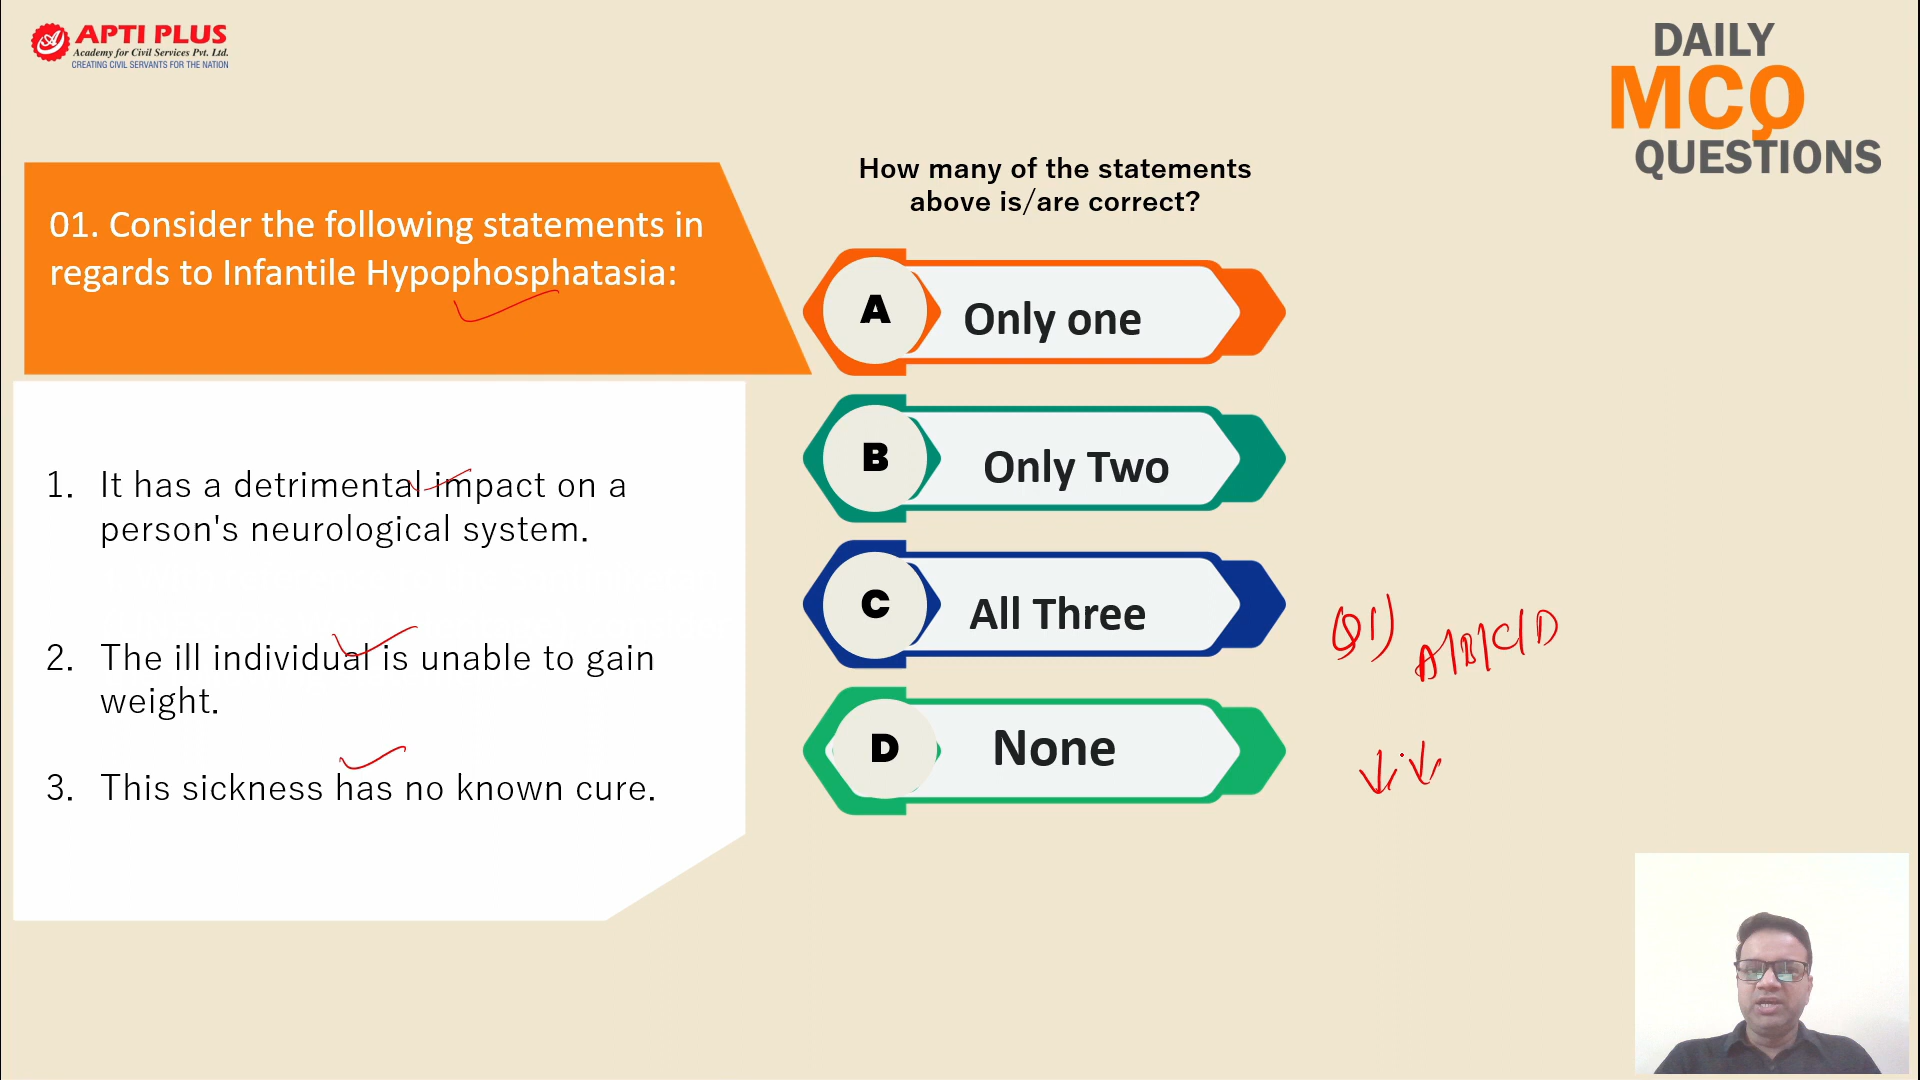 APTI PLUS
Academy for Civil Services Pvt. Ltd.
CREATING CIVIL SERVANTS FOR THE NATION
DAILY
MCQ
QUESTIONS
01. Consider the following statements in
regards to Infantile Hypophosphatasia:
1. It has a detrimental impact on a
person's neurological system.
2. The ill individual is unable to gain
weight.
3. This sickness has no known cure.
How many of the statements
above is/are correct?
A Only one
B Only Two
C All Three
D None
Q1) A/B/C/D